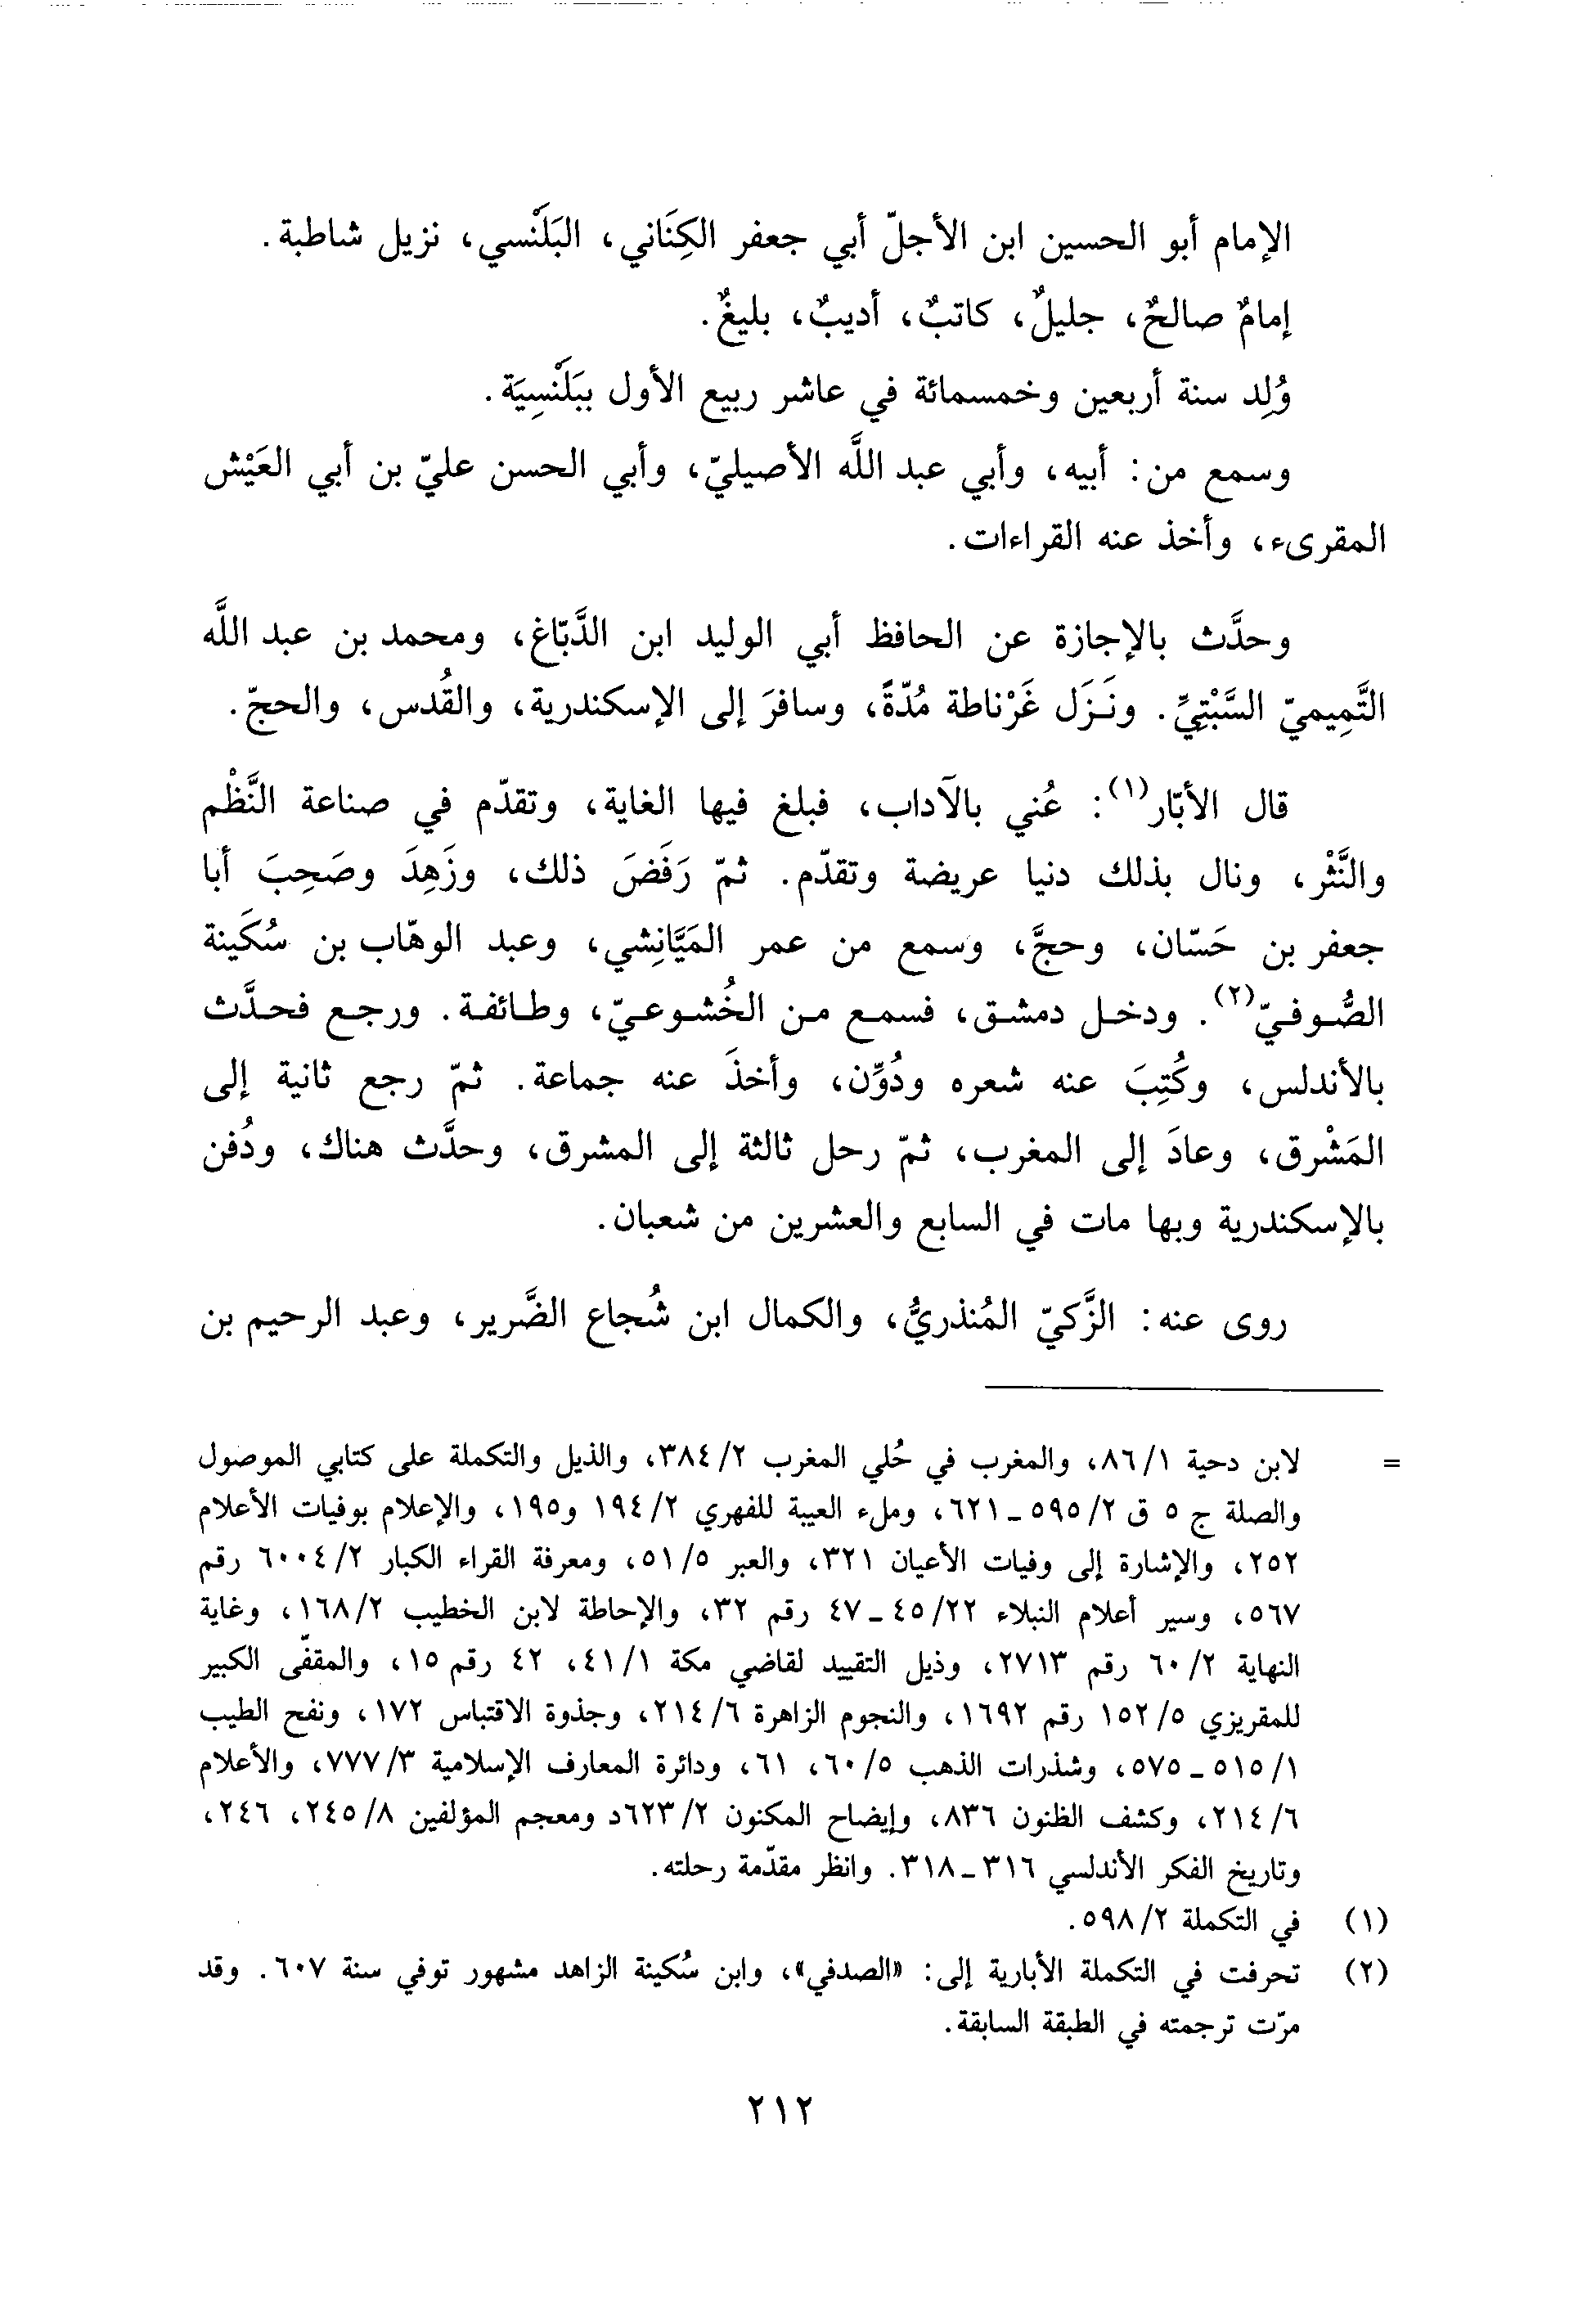 الإمام أبو الحسين ابن الأجلّ أبي جعفر الكِنَاني، البَلَنْسي، نزيل شاطبة.
إمامٌ صالحٌ، جليلٌ، كاتبٌ، أديبٌ، بليغٌ.
وُلِد سنة أربعين وخمسمائة في عاشر ربيع الأول ببَلَنْسِيَة.
وسمع من: أبيه، وأبي عبد اللَّه الأصيليّ، وأبي الحسن عليّ بن أبي العَيْش
المقرىء، وأخذ عنه القراءات.
وحدَّث بالإجازة عن الحافظ أبي الوليد ابن الدَّبّاغ، ومحمد بن عبد اللَّه
التَّمِيميّ السَّبْتِيِّ. ونَزَل غَرْناطة مُدّةً، وسافرَ إلى الإسكندرية، والقُدس، والحجّ.
قال الأبّار(١): عُني بالآداب، فبلغ فيها الغاية، وتقدّم في صناعة النَّظْم
والنَّثْر، ونال بذلك دنيا عريضة وتقدّم. ثمّ رَفَضَ ذلك، وزَهِدَ وصَحِبَ أبا
جعفر بن حَسّان، وحجَّ، وسمع من عمر المَيَّانِشي، وعبد الوهّاب بن سُكَينة
الصُّوفيّ(٢). ودخل دمشق، فسمع من الخُشوعيّ، وطائفة. ورجع فحدَّث
بالأندلس، وكُتِبَ عنه شعره ودُوِّن، وأخذَ عنه جماعة. ثمّ رجع ثانية إلى
المَشْرق، وعادَ إلى المغرب، ثمّ رحل ثالثة إلى المشرق، وحدَّث هناك، ودُفن
بالإسكندرية وبها مات في السابع والعشرين من شعبان.
روى عنه: الزَّكيّ المُنذريُّ، والكمال ابن شُجاع الضَّرير، وعبد الرحيم بن
= لابن دحية ١/٨٦، والمغرب في حُلي المغرب ٢/٣٨٤، والذيل والتكملة على كتابي الموصول
والصلة ج ٥ ق ٢/٥٩٥ ـ ٦٢١، وملء العيبة للفهري ٢/١٩٤ و١٩٥، والإعلام بوفيات الأعلام
٢٥٢، والإشارة إلى وفيات الأعيان ٣٢١، والعبر ٥/٥١، ومعرفة القراء الكبار ٢/٦٠٠٤ رقم
٥٦٧، وسير أعلام النبلاء ٢٢/٤٥ ـ ٤٧ رقم ٣٢، والإحاطة لابن الخطيب ٢/١٦٨، وغاية
النهاية ٢/٦٠ رقم ٢٧١٣، وذيل التقييد لقاضي مكة ١/٤١، ٤٢ رقم ١٥، والمقفّى الكبير
للمقريزي ٥/١٥٢ رقم ١٦٩٢، والنجوم الزاهرة ٦/٢١٤، وجذوة الاقتباس ١٧٢، ونفح الطيب
١/٥١٥ ـ ٥٧٥، وشذرات الذهب ٥/٦٠، ٦١، ودائرة المعارف الإسلامية ٣/٧٧٧، والأعلام
٦/٢١٤، وكشف الظنون ٨٣٦، وإيضاح المكنون ٢/٦٢٣د ومعجم المؤلفين ٨/٢٤٥، ٢٤٦،
وتاريخ الفكر الأندلسي ٣١٦ ـ ٣١٨. وانظر مقدّمة رحلته.
(١) في التكملة ٢/٥٩٨.
(٢) تحرفت في التكملة الأبارية إلى: «الصدفي»، وابن سُكينة الزاهد مشهور توفي سنة ٦٠٧. وقد
مرّت ترجمته في الطبقة السابقة.
٢١٢